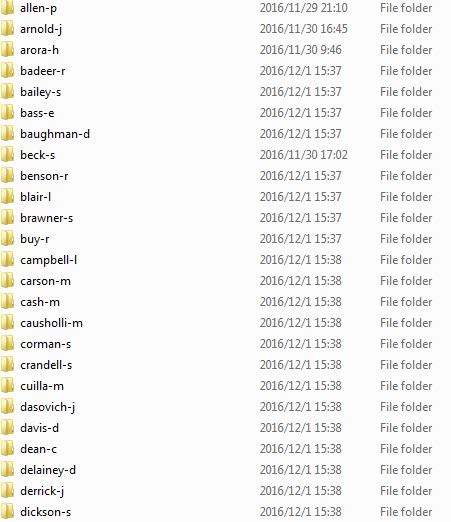 allen-p 2016/11/29 21:10 File folder
arnold-j 2016/11/30 16:45 File folder
arora-h 2016/11/30 9:46 File folder
badeer-r 2016/12/1 15:37 File folder
bailey-s 2016/12/1 15:37 File folder
bass-e 2016/12/1 15:37 File folder
baughman-d 2016/12/1 15:37 File folder
beck-s 2016/11/30 17:02 File folder
benson-r 2016/12/1 15:37 File folder
blair-l 2016/12/1 15:37 File folder
brawner-s 2016/12/1 15:37 File folder
buy-r 2016/12/1 15:37 File folder
campbell-l 2016/12/1 15:38 File folder
carson-m 2016/12/1 15:38 File folder
cash-m 2016/12/1 15:38 File folder
causholli-m 2016/12/1 15:38 File folder
corman-s 2016/12/1 15:38 File folder
crandell-s 2016/12/1 15:38 File folder
cuilla-m 2016/12/1 15:38 File folder
dasovich-j 2016/12/1 15:38 File folder
davis-d 2016/12/1 15:38 File folder
dean-c 2016/12/1 15:38 File folder
delainey-d 2016/12/1 15:38 File folder
derrick-j 2016/12/1 15:38 File folder
dickson-s 2016/12/1 15:38 File folder